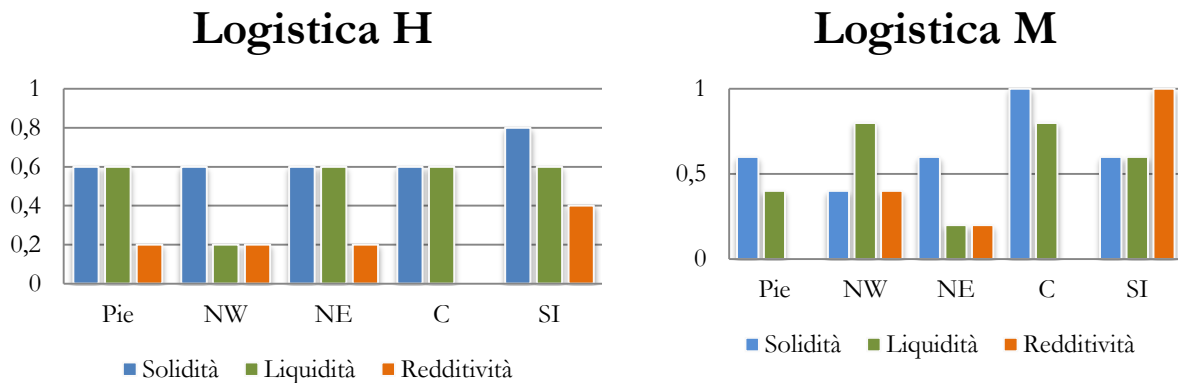 Logistica H
1
0,8
0,6
0,4
0,2
0
Pie NW NE C SI
Solidità Liquidità Redditività
Logistica M
1
0,5
0
Pie NW NE C SI
Solidità Liquidità Redditività